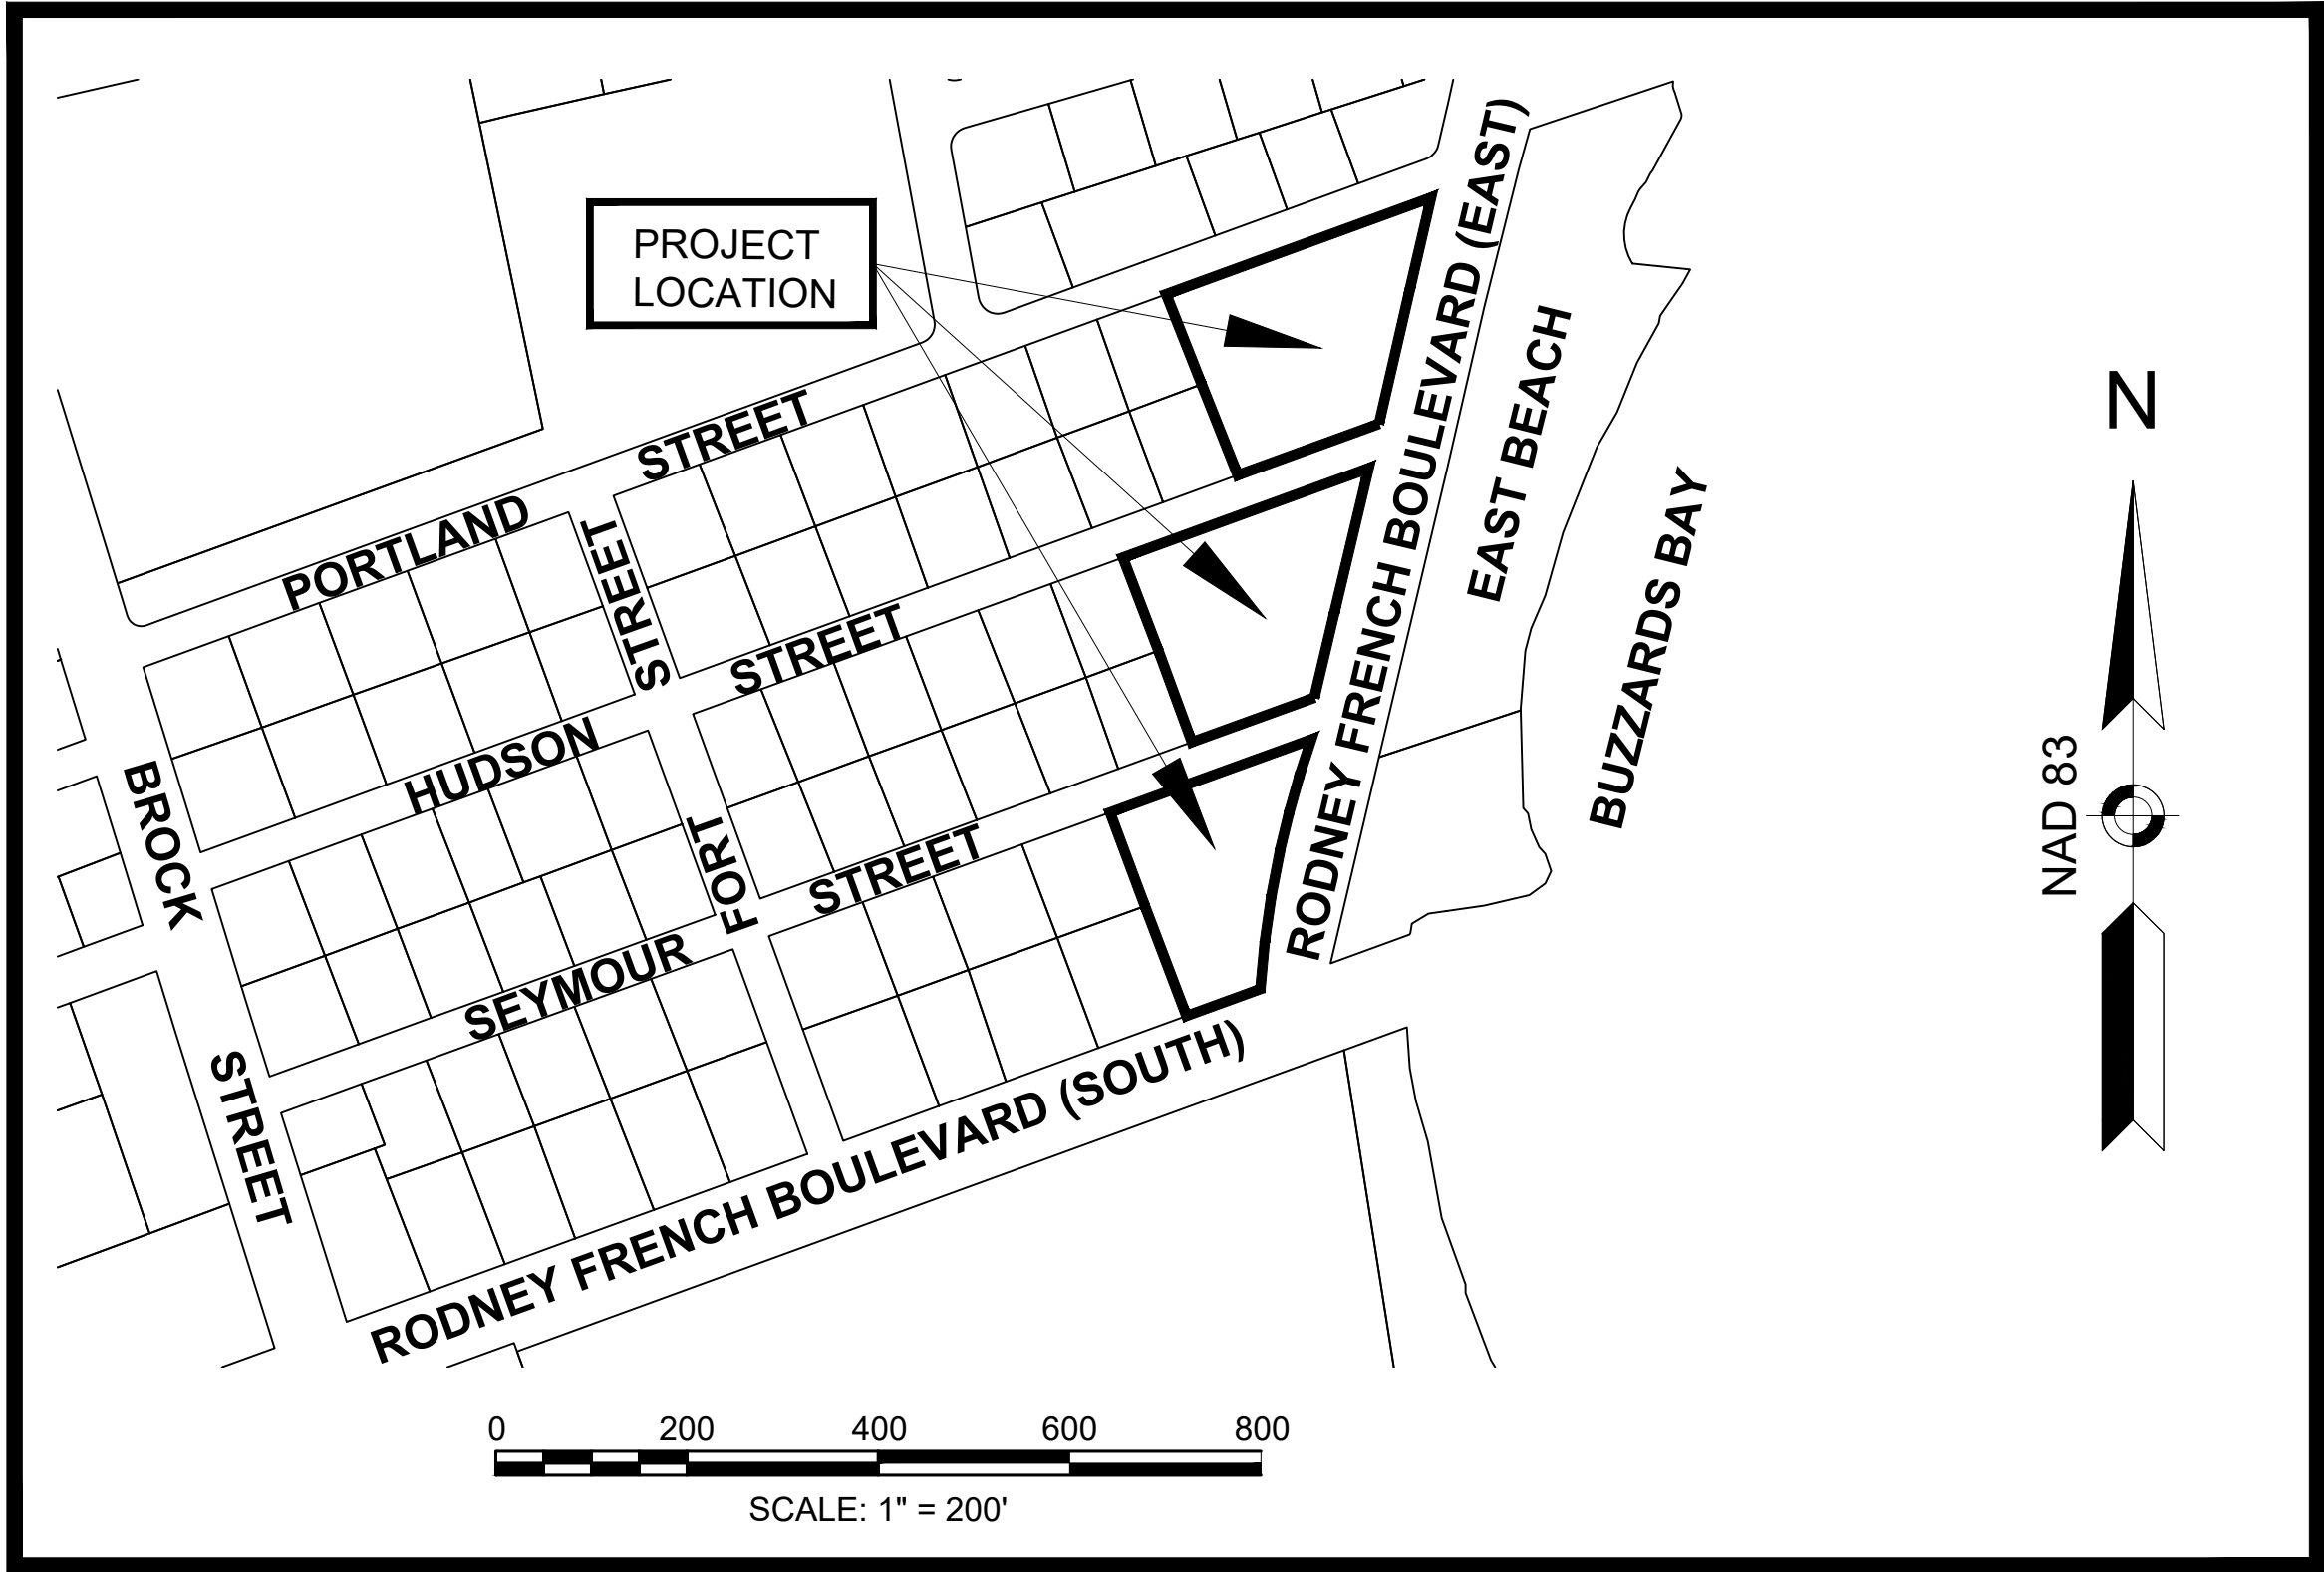 PROJECT
LOCATION
PORTLAND STREET
HUDSON STREET
SEYMOUR STREET
FORT STREET
BROCK STREET
RODNEY FRENCH BOULEVARD (EAST)
EAST BEACH
BUZZARDS BAY
RODNEY FRENCH BOULEVARD (SOUTH)
N
NAD 83
0 200 400 600 800
SCALE: 1" = 200'